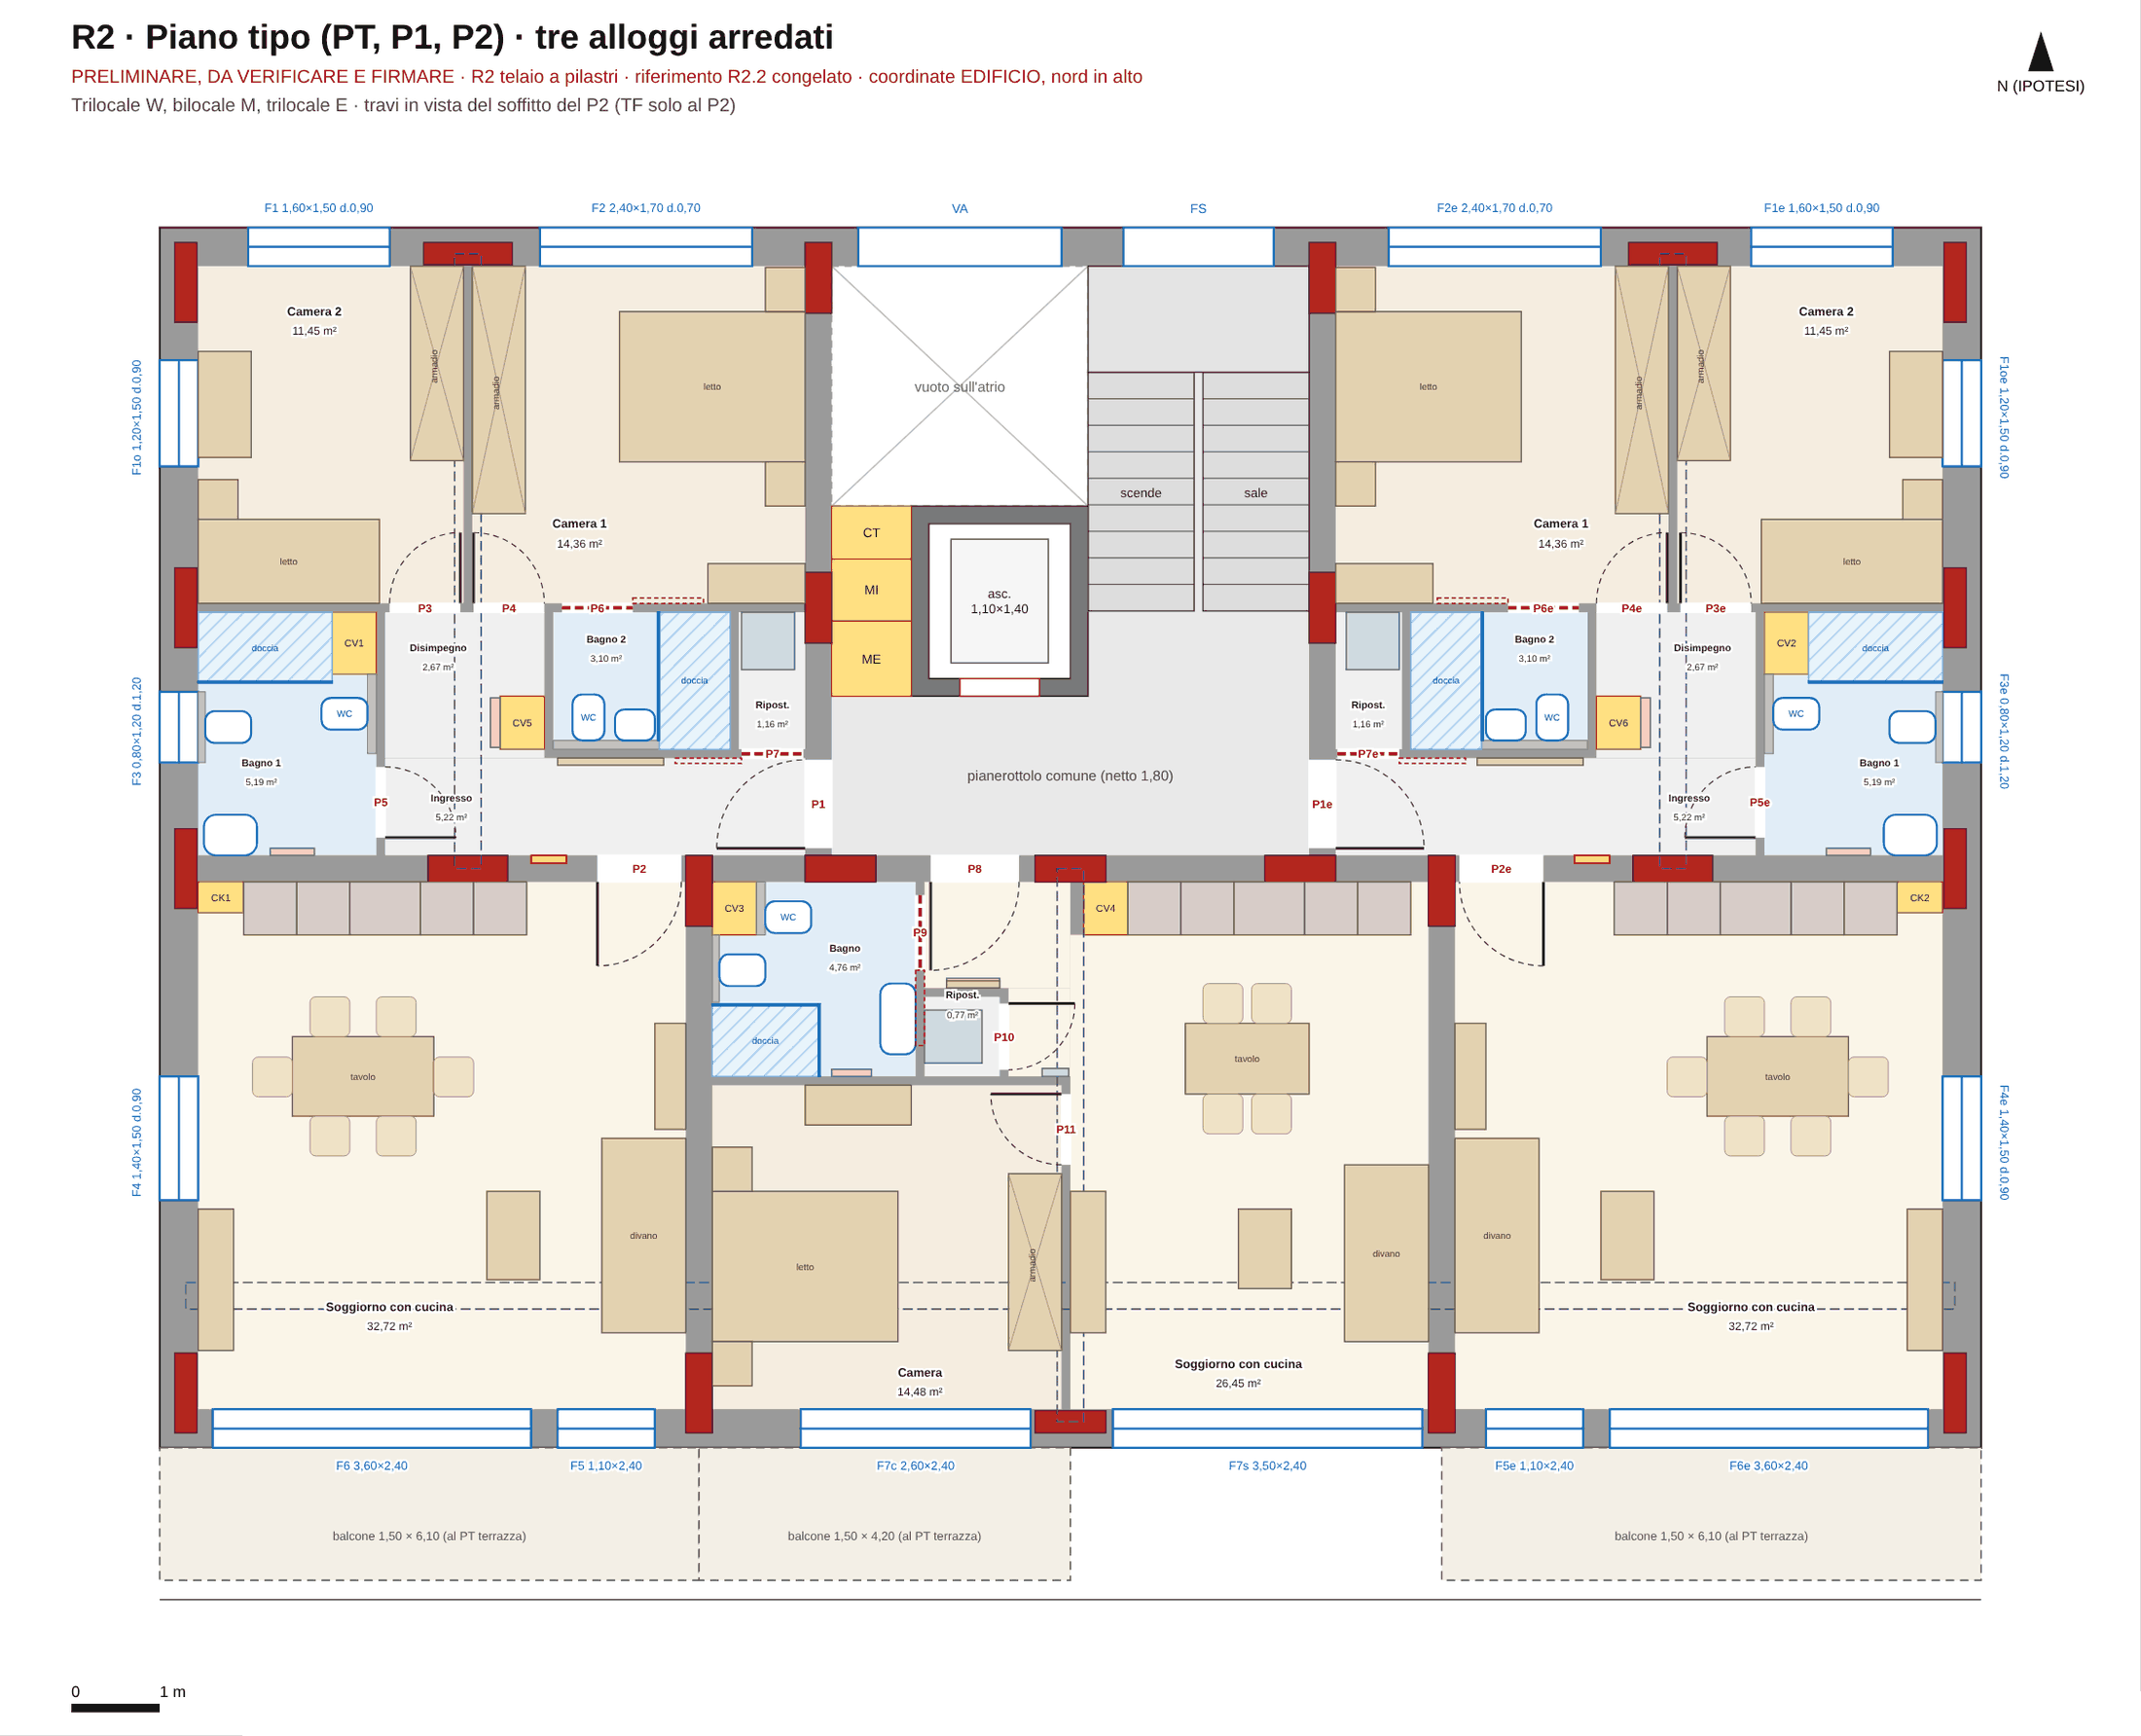 R2 · Piano tipo (PT, P1, P2) · tre alloggi arredati
PRELIMINARE, DA VERIFICARE E FIRMARE · R2 telaio a pilastri · riferimento R2.2 congelato · coordinate EDIFICIO, nord in alto
Trilocale W, bilocale M, trilocale E · travi in vista del soffitto del P2 (TF solo al P2)
N (IPOTESI)
F1 1,60×1,50 d.0,90
F2 2,40×1,70 d.0,70
VA
FS
F2e 2,40×1,70 d.0,70
F1e 1,60×1,50 d.0,90
F1o 1,20×1,50 d.0,90
F3 0,80×1,20 d.1,20
F4 1,40×1,50 d.0,90
F1oe 1,20×1,50 d.0,90
F3e 0,80×1,20 d.1,20
F4e 1,40×1,50 d.0,90
Camera 2
11,45 m²
armadio
armadio
letto
Camera 1
14,36 m²
letto
vuoto sull'atrio
scende
sale
CT
MI
ME
asc.
1,10×1,40
letto
Camera 1
14,36 m²
armadio
armadio
Camera 2
11,45 m²
letto
P3
P4
P6
P6e
P4e
P3e
doccia
CV1
Disimpegno
2,67 m²
Bagno 2
3,10 m²
doccia
WC
CV5
WC
Ripost.
1,16 m²
P7
Bagno 1
5,19 m²
P5
Ingresso
5,22 m²
P1
pianerottolo comune (netto 1,80)
P1e
Ripost.
1,16 m²
P7e
doccia
Bagno 2
3,10 m²
WC
CV6
Disimpegno
2,67 m²
CV2
doccia
WC
Bagno 1
5,19 m²
Ingresso
5,22 m²
P5e
P2
P8
P2e
CK1
CV3
WC
P9
Bagno
4,76 m²
doccia
Ripost.
0,77 m²
P10
P11
CV4
CK2
tavolo
tavolo
tavolo
divano
letto
armadio
divano
divano
Soggiorno con cucina
32,72 m²
Camera
14,48 m²
Soggiorno con cucina
26,45 m²
Soggiorno con cucina
32,72 m²
F6 3,60×2,40
F5 1,10×2,40
F7c 2,60×2,40
F7s 3,50×2,40
F5e 1,10×2,40
F6e 3,60×2,40
balcone 1,50 × 6,10 (al PT terrazza)
balcone 1,50 × 4,20 (al PT terrazza)
balcone 1,50 × 6,10 (al PT terrazza)
0
1 m